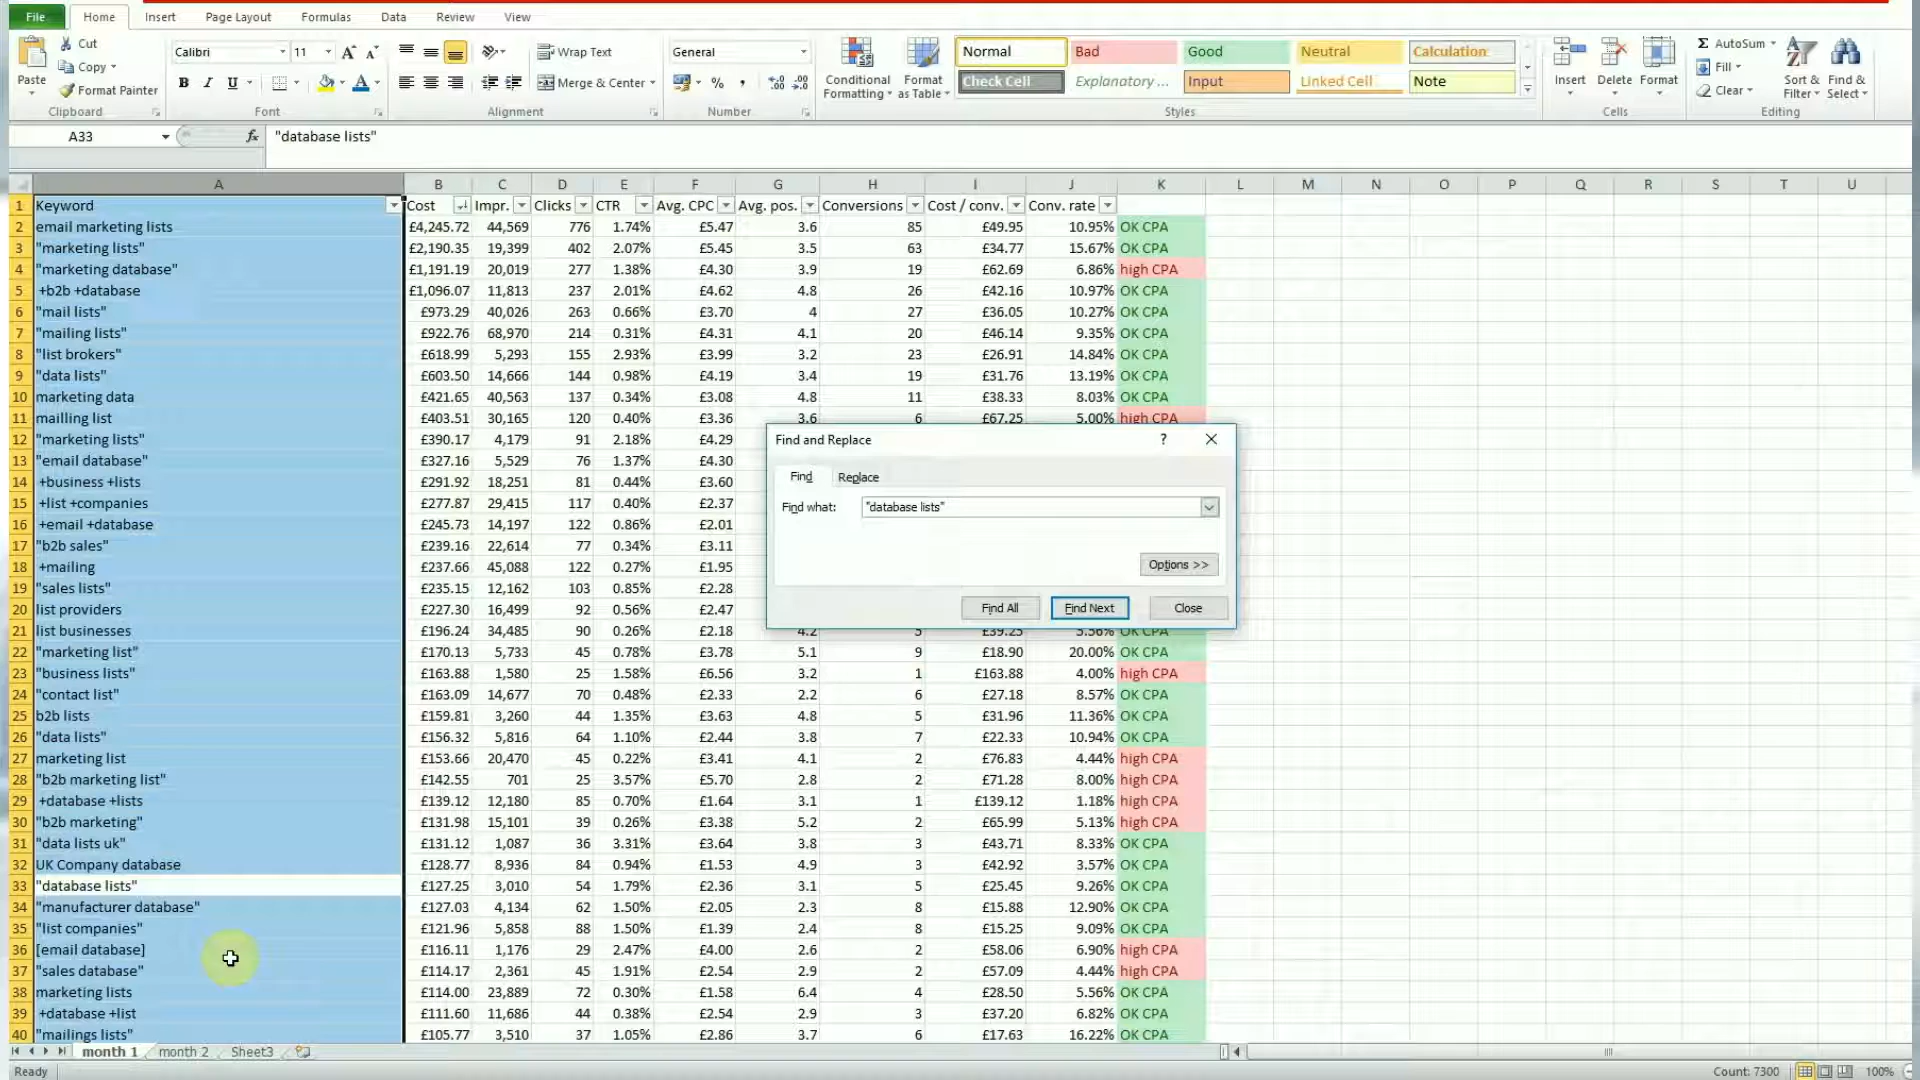 File Home Insert Page Layout Formulas Data Review View
Paste Cut Copy Format Painter Clipboard
Calibri 11 Font
Wrap Text Merge & Center Alignment
General Number
Conditional Formatting Format as Table
Normal Bad Good Neutral Calculation
Check Cell Explanatory ... Input Linked Cell Note
Styles
Insert Delete Format Cells
Σ AutoSum Fill Clear Sort & Filter Find & Select Editing
A33 fx "database lists"
A B C D E F G H I J K L M N O P Q R S T U
1 Keyword Cost Impr. Clicks CTR Avg. CPC Avg. pos. Conversions Cost / conv. Conv. rate
2 email marketing lists £4,245.72 44,569 776 1.74% £5.47 3.6 85 £49.95 10.95% OK CPA
3 "marketing lists" £2,190.35 19,399 402 2.07% £5.45 3.5 63 £34.77 15.67% OK CPA
4 "marketing database" £1,191.19 20,019 277 1.38% £4.30 3.9 19 £62.69 6.86% high CPA
5 +b2b +database £1,096.07 11,813 237 2.01% £4.62 4.8 26 £42.16 10.97% OK CPA
6 "mail lists" £973.29 40,026 263 0.66% £3.70 4 27 £36.05 10.27% OK CPA
7 "mailing lists" £922.76 68,970 214 0.31% £4.31 4.1 20 £46.14 9.35% OK CPA
8 "list brokers" £618.99 5,293 155 2.93% £3.99 3.2 23 £26.91 14.84% OK CPA
9 "data lists" £603.50 14,666 144 0.98% £4.19 3.4 19 £31.76 13.19% OK CPA
10 marketing data £421.65 40,563 137 0.34% £3.08 4.8 11 £38.33 8.03% OK CPA
11 mailling list £403.51 30,165 120 0.40% £3.36 3.6 6 £67.25 5.00% high CPA
12 "marketing lists" £390.17 4,179 91 2.18% £4.29
13 "email database" £327.16 5,529 76 1.37% £4.30
14 +business +lists £291.92 18,251 81 0.44% £3.60
15 +list +companies £277.87 29,415 117 0.40% £2.37
16 +email +database £245.73 14,197 122 0.86% £2.01
17 "b2b sales" £239.16 22,614 77 0.34% £3.11
18 +mailing £237.66 45,088 122 0.27% £1.95
19 "sales lists" £235.15 12,162 103 0.85% £2.28
20 list providers £227.30 16,499 92 0.56% £2.47
Find and Replace ?
Find Replace
Find what: "database lists"
Options >>
Find All Find Next Close
21 list businesses £196.24 34,485 90 0.26% £2.18 4.2 5 £39.25 5.56% OK CPA
22 "marketing list" £170.13 5,733 45 0.78% £3.78 5.1 9 £18.90 20.00% OK CPA
23 "business lists" £163.88 1,580 25 1.58% £6.56 3.2 1 £163.88 4.00% high CPA
24 "contact list" £163.09 14,677 70 0.48% £2.33 2.2 6 £27.18 8.57% OK CPA
25 b2b lists £159.81 3,260 44 1.35% £3.63 4.8 5 £31.96 11.36% OK CPA
26 "data lists" £156.32 5,816 64 1.10% £2.44 3.8 7 £22.33 10.94% OK CPA
27 marketing list £153.66 20,470 45 0.22% £3.41 4.1 2 £76.83 4.44% high CPA
28 "b2b marketing list" £142.55 701 25 3.57% £5.70 2.8 2 £71.28 8.00% high CPA
29 +database +lists £139.12 12,180 85 0.70% £1.64 3.1 1 £139.12 1.18% high CPA
30 "b2b marketing" £131.98 15,101 39 0.26% £3.38 5.2 2 £65.99 5.13% high CPA
31 "data lists uk" £131.12 1,087 36 3.31% £3.64 3.8 3 £43.71 8.33% OK CPA
32 UK Company database £128.77 8,936 84 0.94% £1.53 4.9 3 £42.92 3.57% OK CPA
33 "database lists" £127.25 3,010 54 1.79% £2.36 3.1 5 £25.45 9.26% OK CPA
34 "manufacturer database" £127.03 4,134 62 1.50% £2.05 2.3 8 £15.88 12.90% OK CPA
35 "list companies" £121.96 5,858 88 1.50% £1.39 2.4 8 £15.25 9.09% OK CPA
36 [email database] £116.11 1,176 29 2.47% £4.00 2.6 2 £58.06 6.90% high CPA
37 "sales database" £114.17 2,361 45 1.91% £2.54 2.9 2 £57.09 4.44% high CPA
38 marketing lists £114.00 23,889 72 0.30% £1.58 6.4 4 £28.50 5.56% OK CPA
39 +database +list £111.60 11,686 44 0.38% £2.54 2.9 3 £37.20 6.82% OK CPA
40 "mailings lists" £105.77 3,510 37 1.05% £2.86 3.7 6 £17.63 16.22% OK CPA
month 1 month 2 Sheet3
Ready Count: 7300 100%